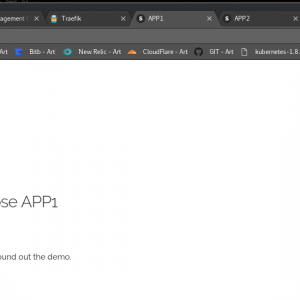 agement Traefik APP1 APP2
Art Bitb - Art New Relic - Art CloudFlare - Art GIT - Art kubernetes-1.8.
se APP1
ound out the demo.